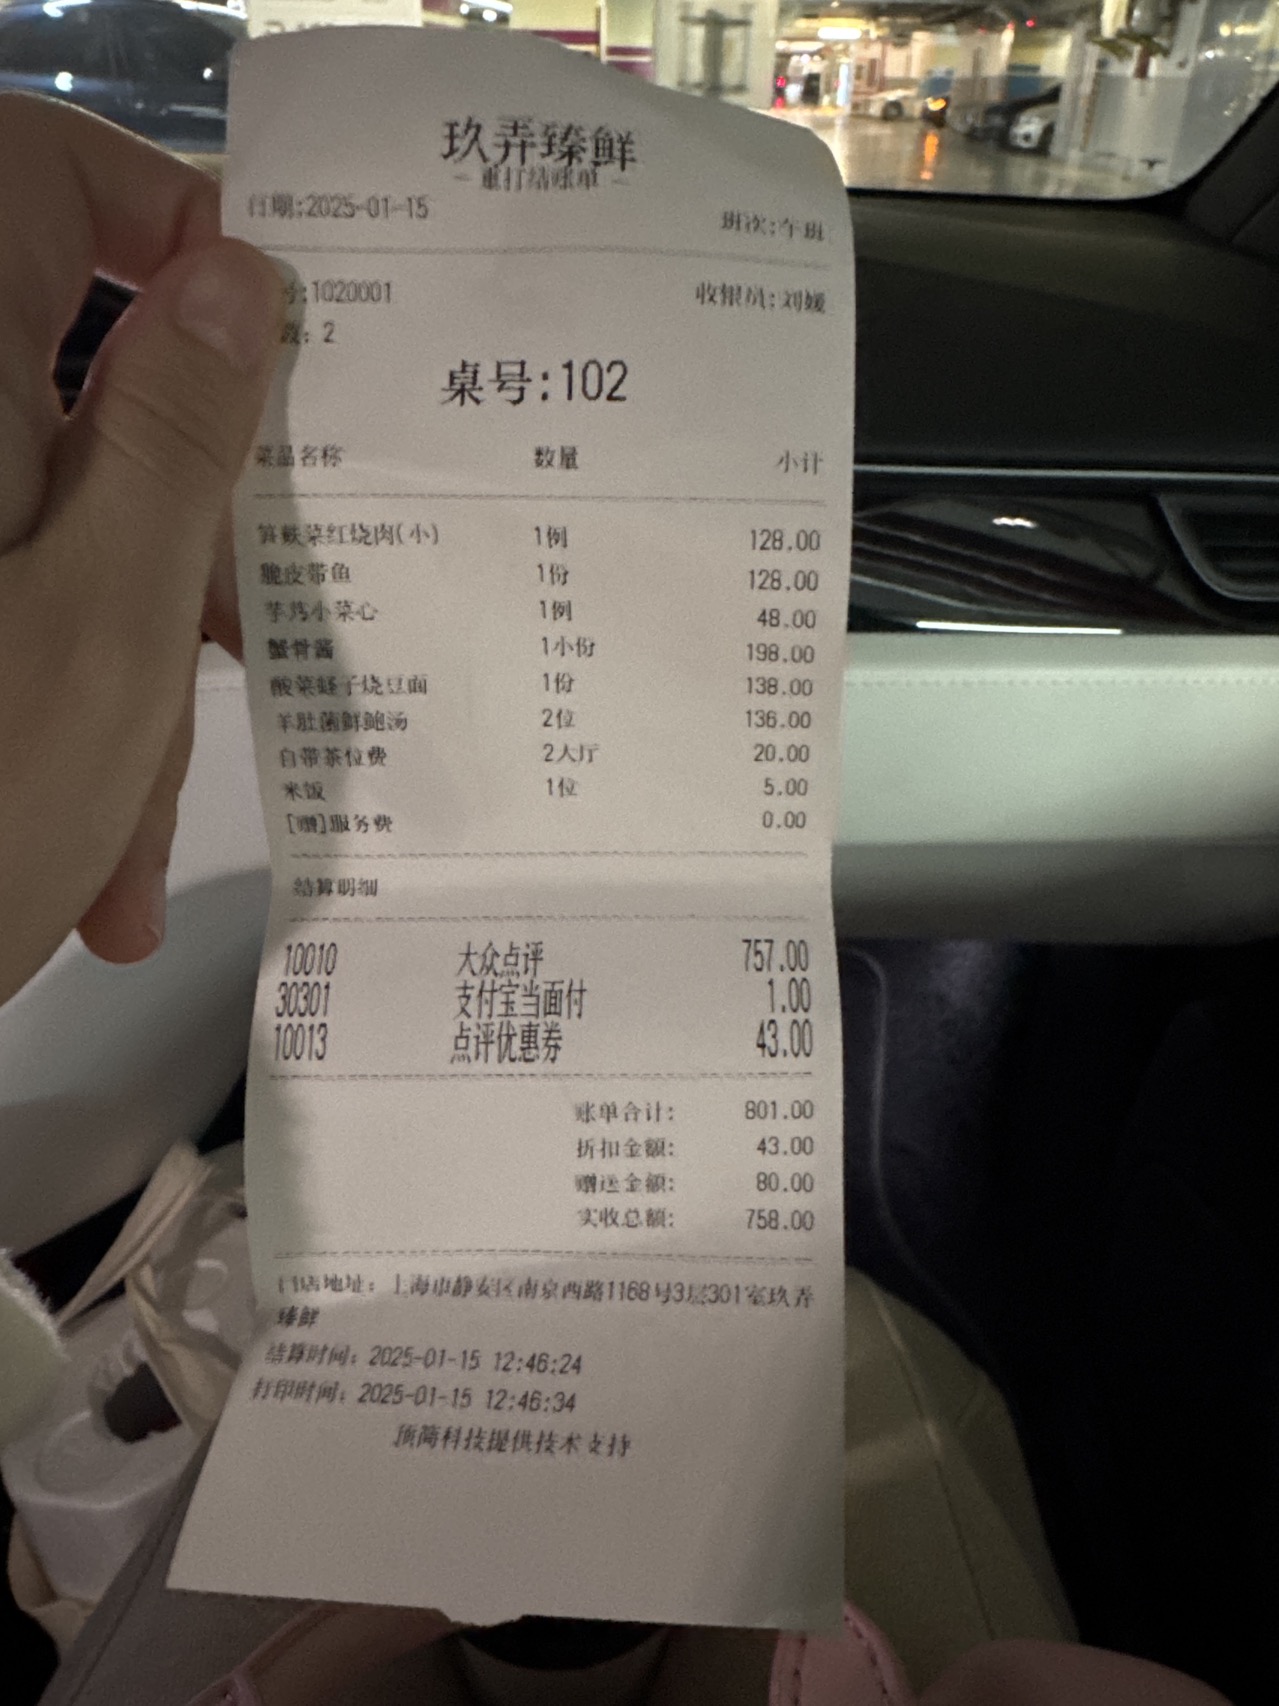 玖弄臻鲜
- 重打结账单 -
日期:2025-01-15 班次:午班
号:1020001 收银员:刘媛
数: 2
桌号:102
菜品名称 数量 小计
笋麸菜红烧肉(小) 1例 128.00
脆皮带鱼 1份 128.00
芋艿小菜心 1例 48.00
蟹骨酱 1小份 198.00
酸菜蛏子烧豆面 1份 138.00
羊肚菌鲜鲍汤 2位 136.00
自带茶位费 2大厅 20.00
米饭 1位 5.00
[赠]服务费 0.00
结算明细
10010 大众点评 757.00
30301 支付宝当面付 1.00
10013 点评优惠券 43.00
账单合计: 801.00
折扣金额: 43.00
赠送金额: 80.00
实收总额: 758.00
门店地址: 上海市静安区南京西路1168号3层301室玖弄
臻鲜
结算时间: 2025-01-15 12:46:24
打印时间: 2025-01-15 12:46:34
顶简科技提供技术支持